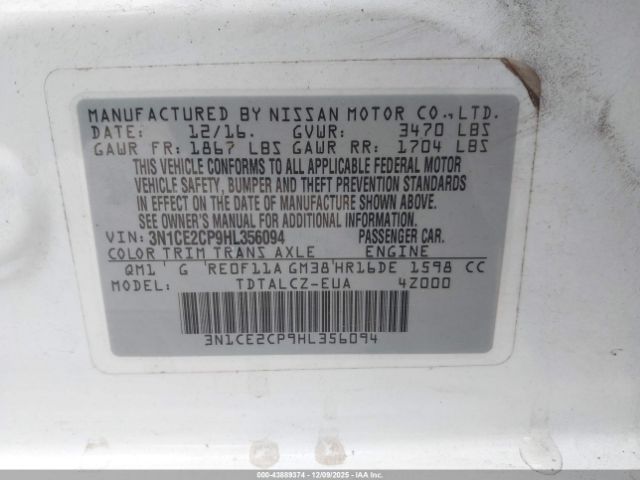 MANUFACTURED BY NISSAN MOTOR CO., LTD.
DATE: 12/16. GVWR: 3470 LBS
GAWR FR: 1867 LBS GAWR RR: 1704 LBS
THIS VEHICLE CONFORMS TO ALL APPLICABLE FEDERAL MOTOR
VEHICLE SAFETY, BUMPER AND THEFT PREVENTION STANDARDS
IN EFFECT ON THE DATE OF MANUFACTURE SHOWN ABOVE.
SEE OWNER'S MANUAL FOR ADDITIONAL INFORMATION.
VIN: 3N1CE2CP9HL356094 PASSENGER CAR.
COLOR TRIM TRANS AXLE ENGINE
QM1 G RE0F11A GM38 HR16DE 1598 CC
MODEL: TDTALCZ-EUA 4Z000
3N1CE2CP9HL356094
000-43889374 | 12/09/2025 - IAAI.COM